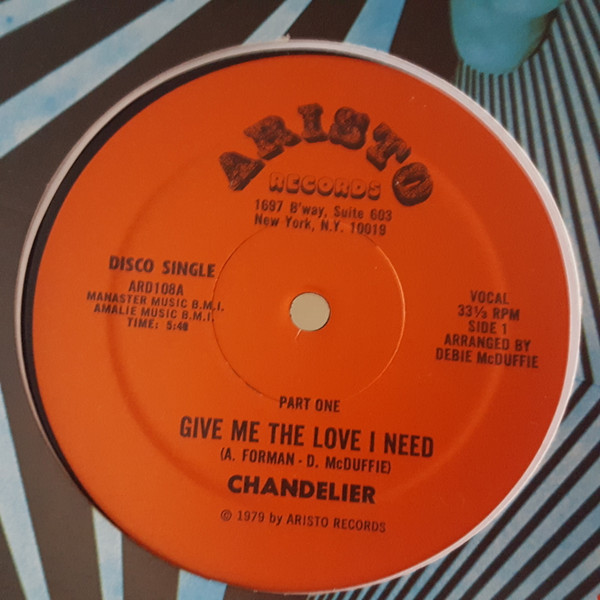 ARISTO
RECORDS
1697 B'way, Suite 603
New York, N.Y. 10019
DISCO SINGLE
ARD108A
MANASTER MUSIC B.M.I.
AMALIE MUSIC B.M.I.
TIME: 5:40
VOCAL
33⅓ RPM
SIDE 1
ARRANGED BY
DEBIE McDUFFIE
PART ONE
GIVE ME THE LOVE I NEED
(A. FORMAN - D. McDUFFIE)
CHANDELIER
© 1979 by ARISTO RECORDS